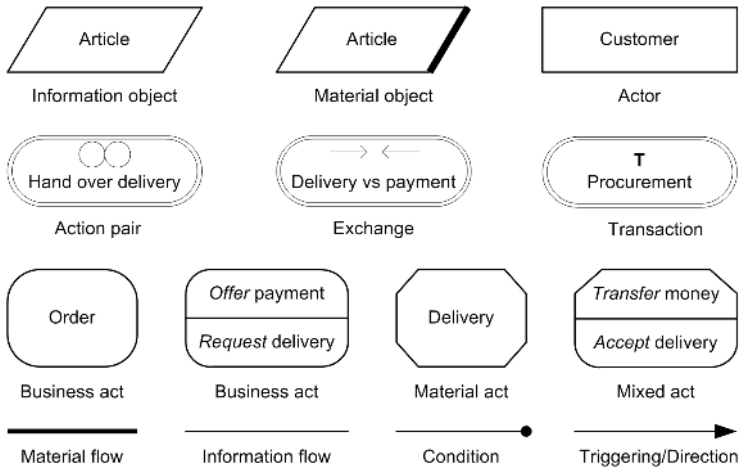 Article
Article
Customer
Information object
Material object
Actor
Hand over delivery
Delivery vs payment
T
Procurement
Action pair
Exchange
Transaction
Order
Offer payment
Request delivery
Delivery
Transfer money
Accept delivery
Business act
Business act
Material act
Mixed act
Material flow
Information flow
Condition
Triggering/Direction